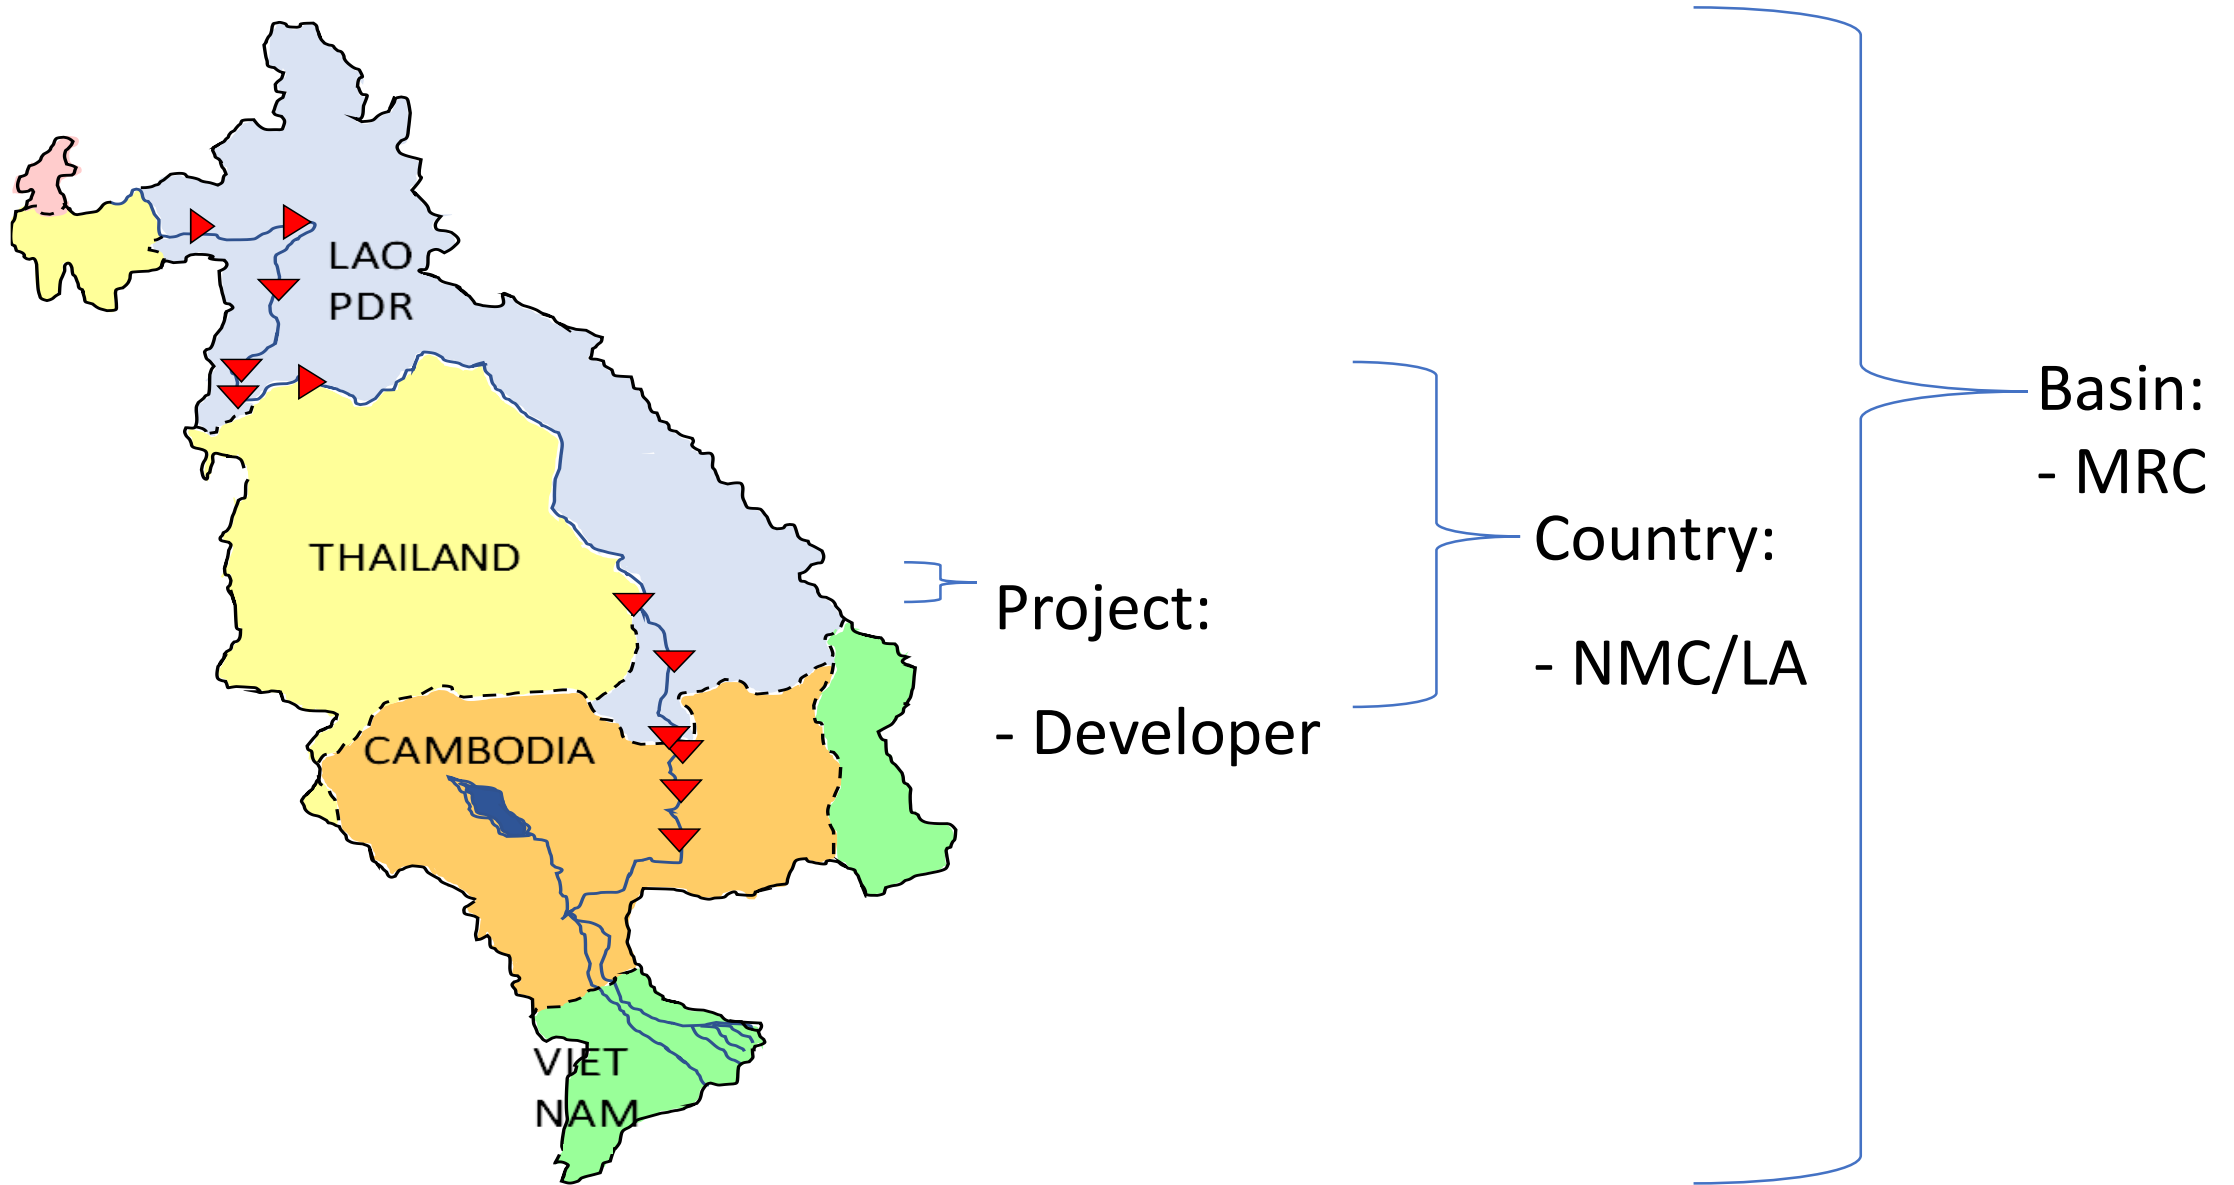 LAO
PDR
THAILAND
CAMBODIA
VIET
NAM
Project:
- Developer
Country:
- NMC/LA
Basin:
- MRC